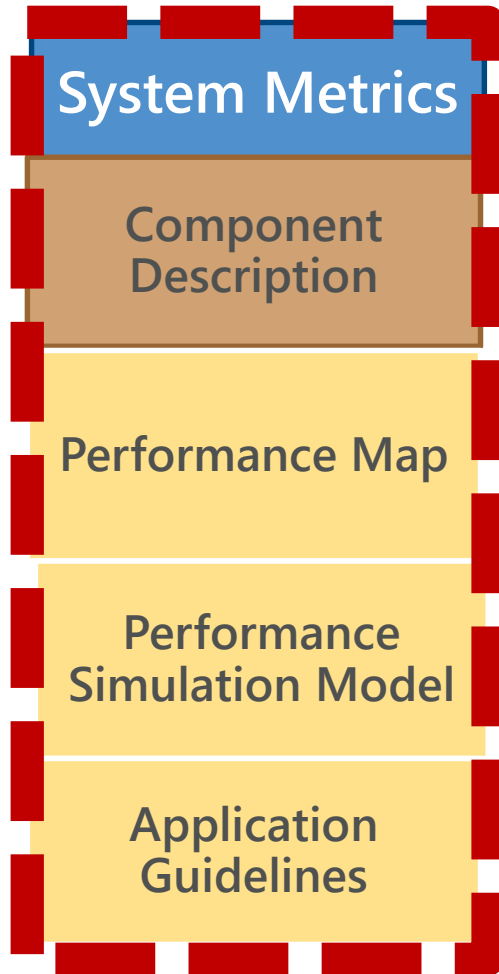 System Metrics
Component
Description
Performance Map
Performance
Simulation Model
Application
Guidelines